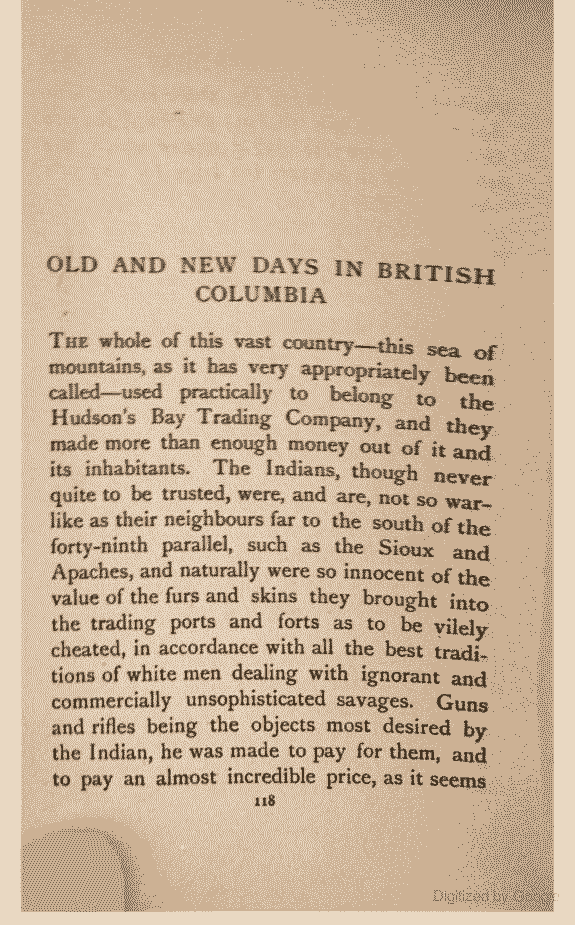 OLD AND NEW DAYS IN BRITISH
COLUMBIA
THE whole of this vast country—this sea of
mountains, as it has very appropriately been
called—used practically to belong to the
Hudson's Bay Trading Company, and they
made more than enough money out of it and
its inhabitants. The Indians, though never
quite to be trusted, were, and are, not so war-
like as their neighbours far to the south of the
forty-ninth parallel, such as the Sioux and
Apaches, and naturally were so innocent of the
value of the furs and skins they brought into
the trading ports and forts as to be vilely
cheated, in accordance with all the best tradi-
tions of white men dealing with ignorant and
commercially unsophisticated savages. Guns
and rifles being the objects most desired by
the Indian, he was made to pay for them, and
to pay an almost incredible price, as it seems
118
Digitized by Google